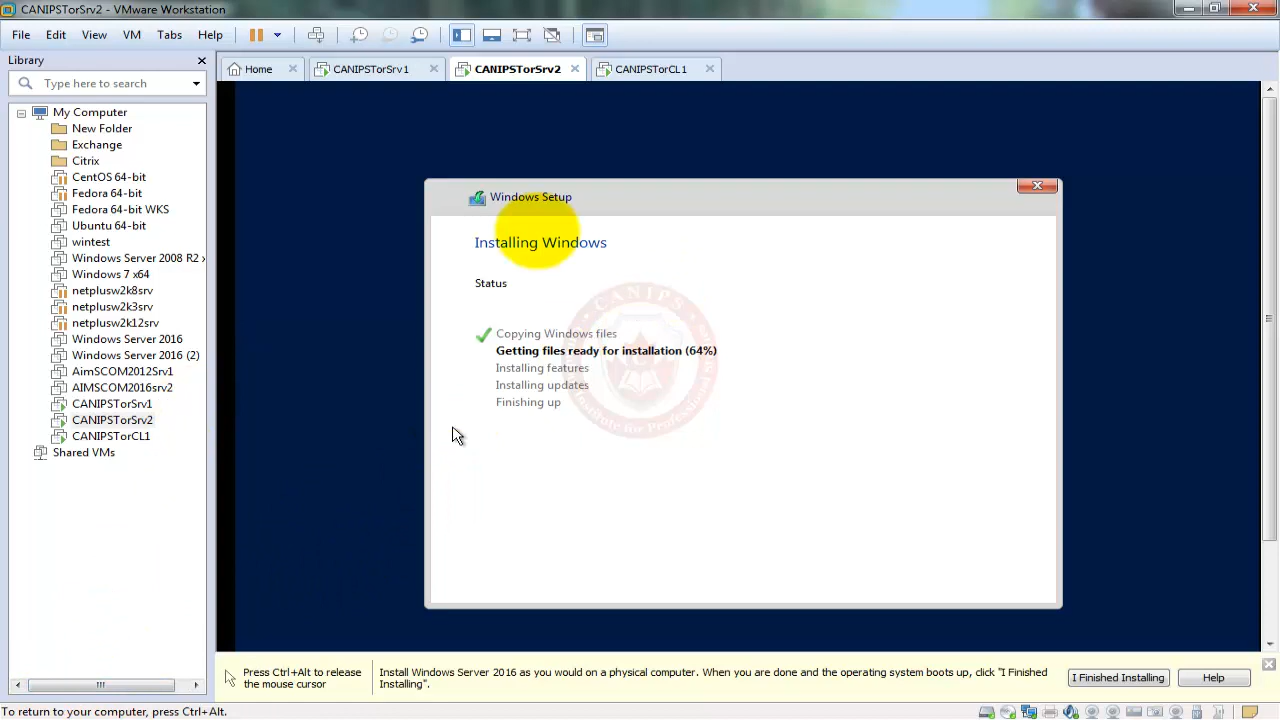 CANIPSTorSrv2 - VMware Workstation
File Edit View VM Tabs Help
Library
Type here to search
Home CANIPSTorSrv1 CANIPSTorSrv2 CANIPSTorCL1
My Computer
New Folder
Exchange
Citrix
CentOS 64-bit
Fedora 64-bit
Fedora 64-bit WKS
Ubuntu 64-bit
wintest
Windows Server 2008 R2 x
Windows 7 x64
netplusw2k8srv
netplusw2k3srv
netplusw2k12srv
Windows Server 2016
Windows Server 2016 (2)
AimSCOM2012Srv1
AIMSCOM2016srv2
CANIPSTorSrv1
CANIPSTorSrv2
CANIPSTorCL1
Shared VMs
Windows Setup
Installing Windows
Status
Copying Windows files
Getting files ready for installation (64%)
Installing features
Installing updates
Finishing up
CANIPS
Institute for Professional
Press Ctrl+Alt to release
the mouse cursor
Install Windows Server 2016 as you would on a physical computer. When you are done and the operating system boots up, click "I Finished
Installing".
I Finished Installing
Help
To return to your computer, press Ctrl+Alt.